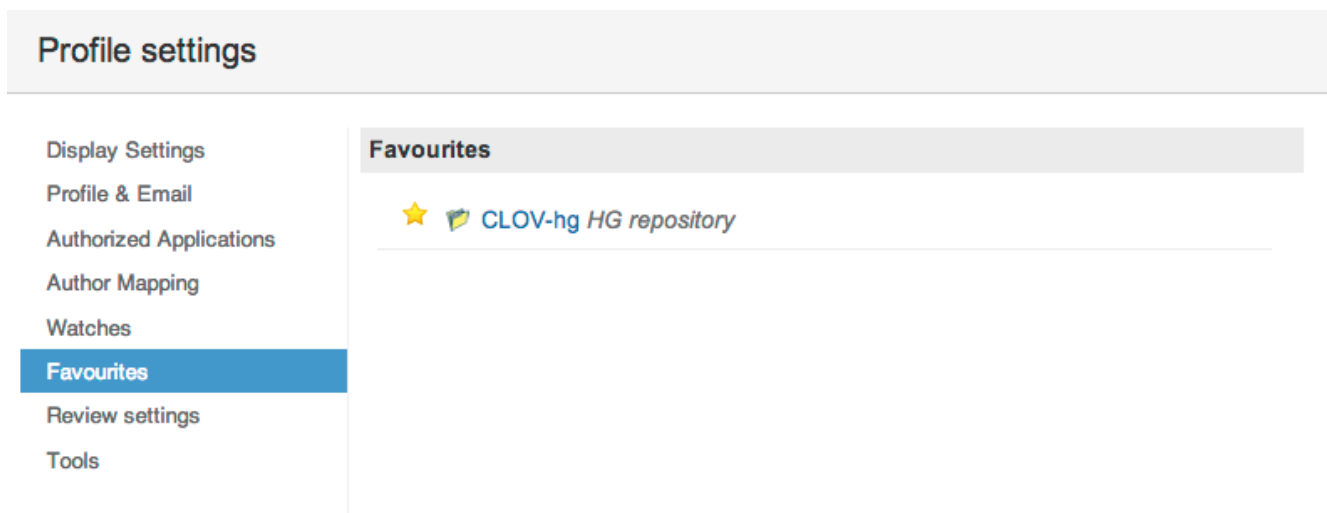 Profile settings
Display Settings
Profile & Email
Authorized Applications
Author Mapping
Watches
Favourites
Review settings
Tools
Favourites
CLOV-hg HG repository